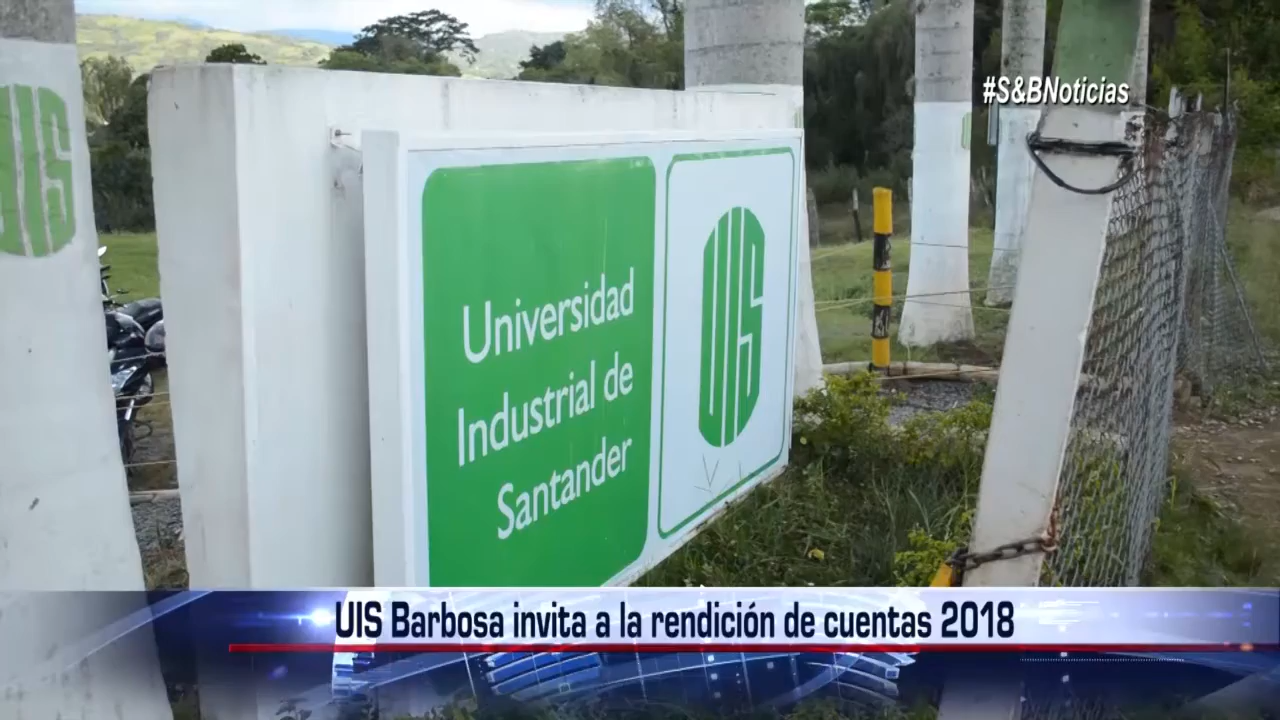 #S&BNoticias
UIS
Universidad
Industrial de
Santander
UIS
UIS Barbosa invita a la rendición de cuentas 2018